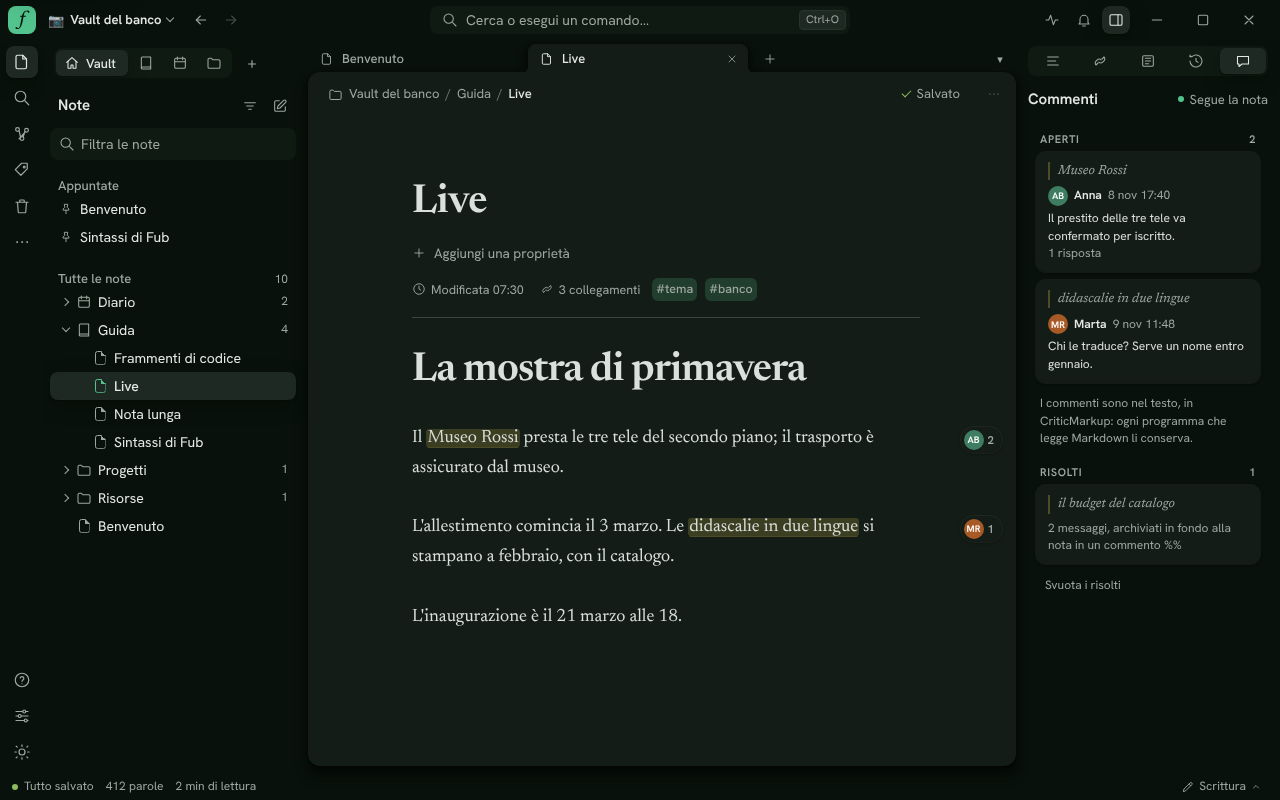 f
Vault del banco
Cerca o esegui un comando...
Ctrl+O
Vault
Benvenuto
Live
Note
Filtra le note
Appuntate
Benvenuto
Sintassi di Fub
Tutte le note 10
Diario 2
Guida 4
Frammenti di codice
Live
Nota lunga
Sintassi di Fub
Progetti 1
Risorse 1
Benvenuto
Vault del banco / Guida / Live
Salvato
Live
Aggiungi una proprietà
Modificata 07:30 3 collegamenti #tema #banco
La mostra di primavera
Il Museo Rossi presta le tre tele del secondo piano; il trasporto è
assicurato dal museo.
AB 2
L'allestimento comincia il 3 marzo. Le didascalie in due lingue si
stampano a febbraio, con il catalogo.
MR 1
L'inaugurazione è il 21 marzo alle 18.
Commenti
Segue la nota
APERTI 2
Museo Rossi
AB Anna 8 nov 17:40
Il prestito delle tre tele va
confermato per iscritto.
1 risposta
didascalie in due lingue
MR Marta 9 nov 11:48
Chi le traduce? Serve un nome entro
gennaio.
I commenti sono nel testo, in
CriticMarkup: ogni programma che
legge Markdown li conserva.
RISOLTI 1
il budget del catalogo
2 messaggi, archiviati in fondo alla
nota in un commento %%
Svuota i risolti
Tutto salvato 412 parole 2 min di lettura
Scrittura